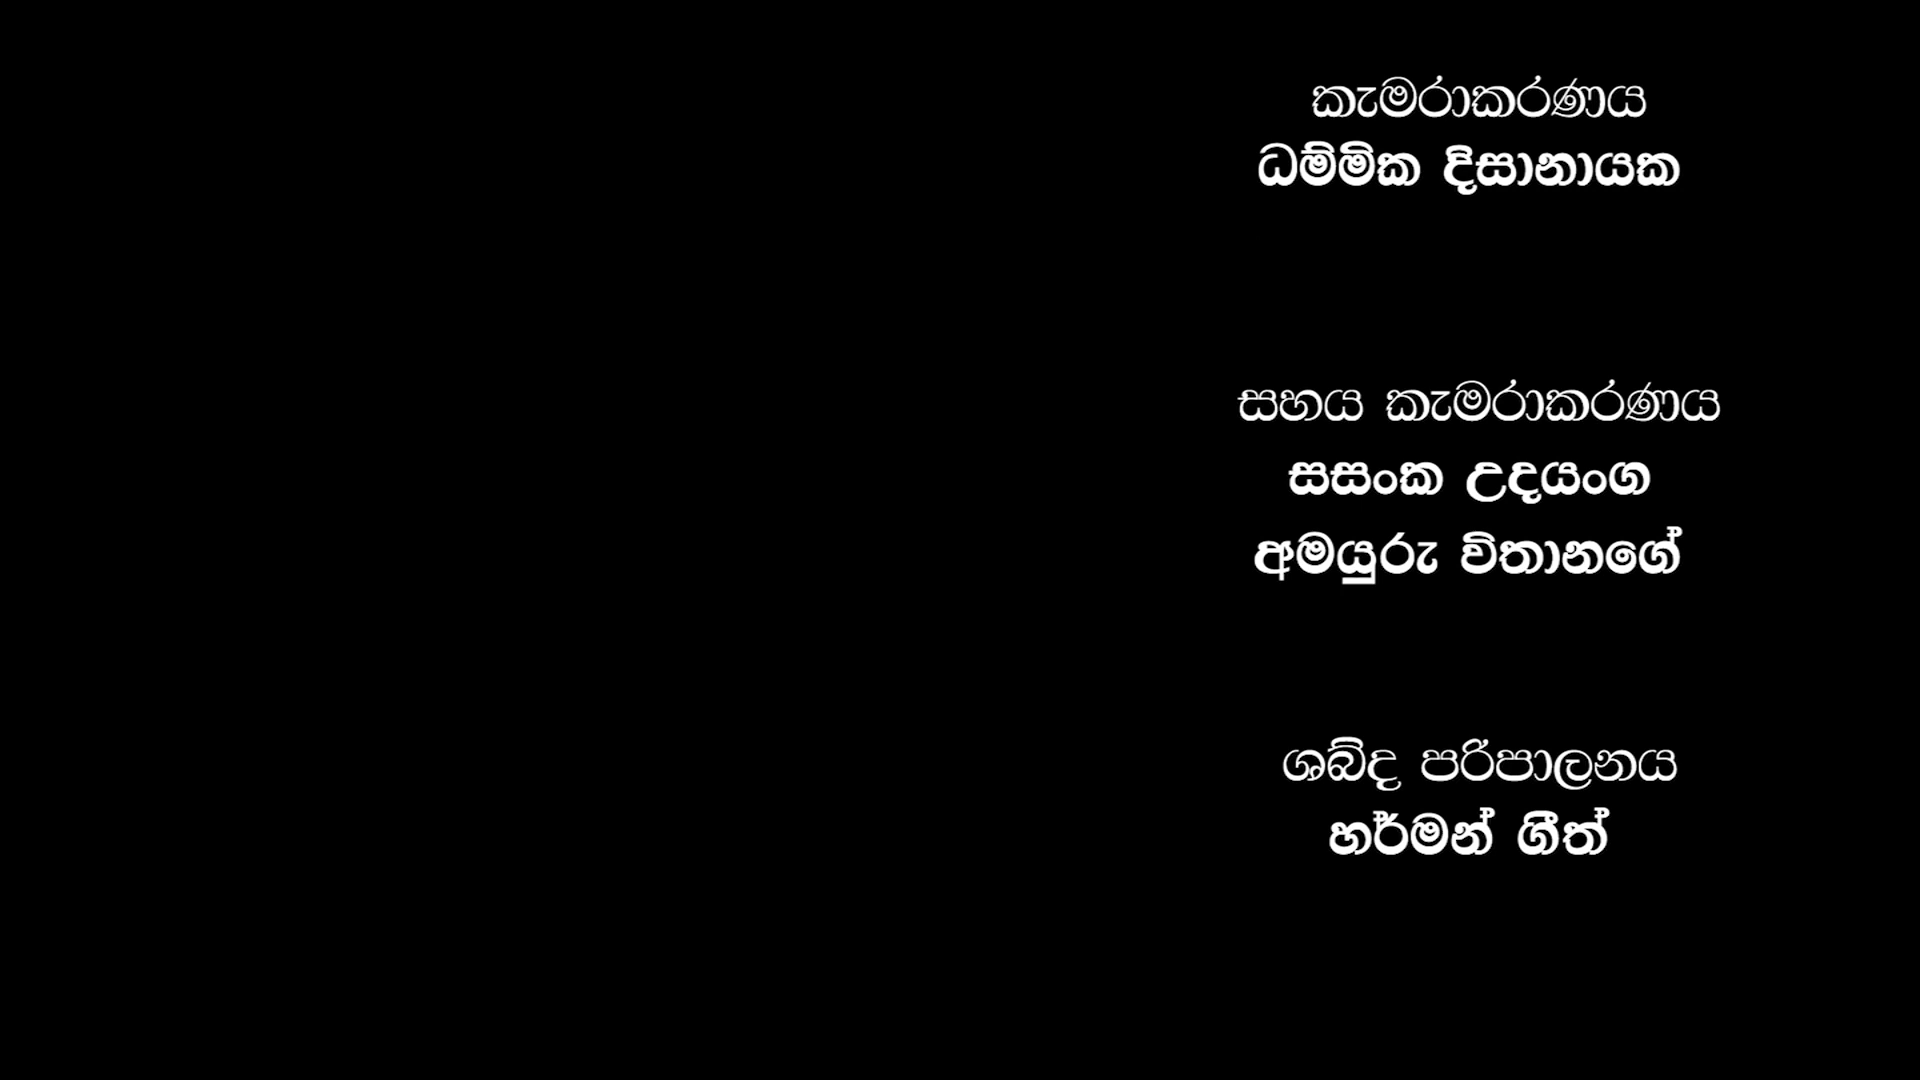 කැමරාකරණය
ධම්මික දිසානායක
සහය කැමරාකරණය
සසංක උදයංග
අමයුරු විතානගේ
ශබ්ද පරිපාලනය
හර්මන් ගීත්